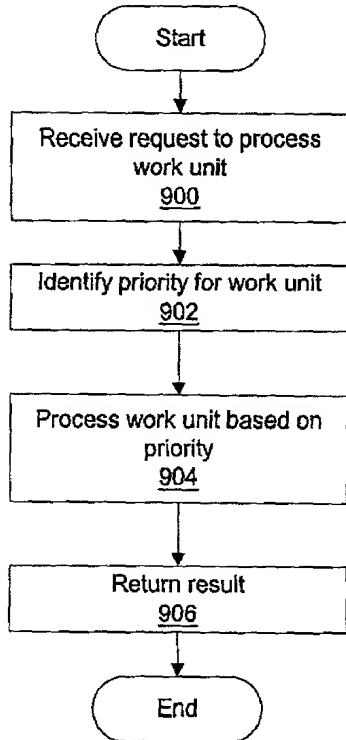 Start
Receive request to process
work unit
900
Identify priority for work unit
902
Process work unit based on
priority
904
Return result
906
End